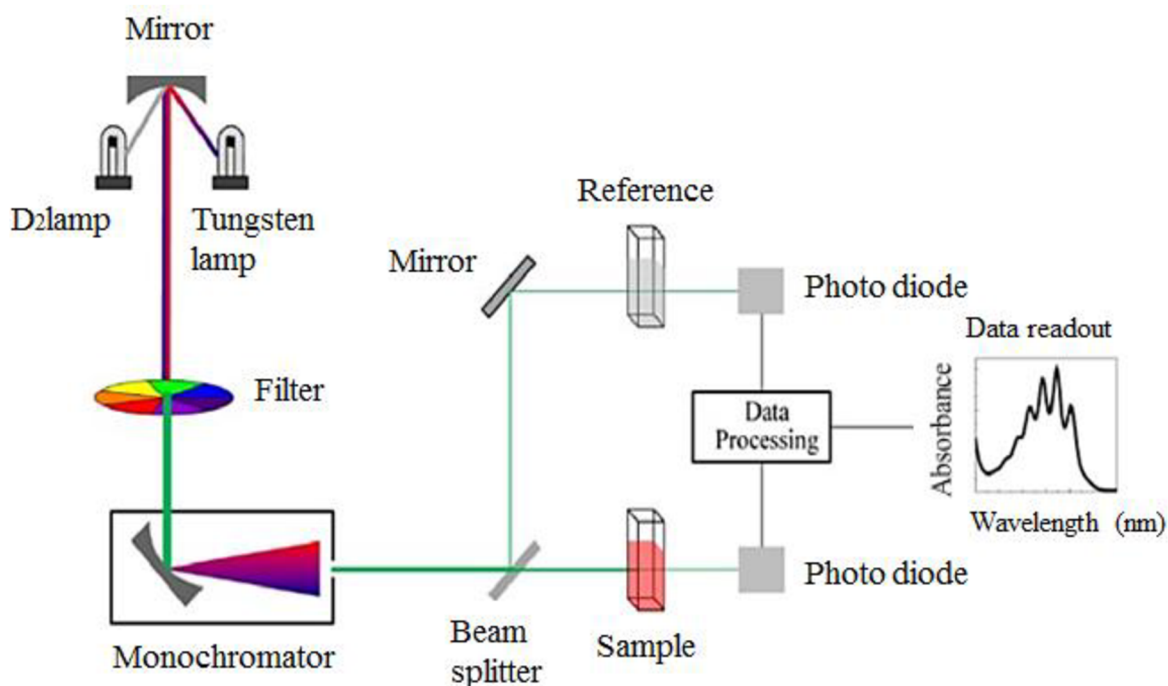 Mirror
D2lamp
Tungsten
lamp
Filter
Monochromator
Beam
splitter
Mirror
Reference
Sample
Photo diode
Data
Processing
Photo diode
Data readout
Absorbance
Wavelength (nm)